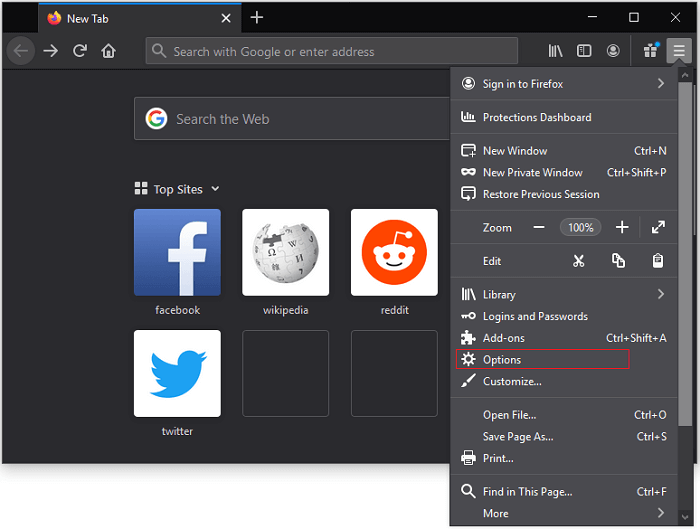 New Tab
Search with Google or enter address
Search the Web
Top Sites
facebook
wikipedia
reddit
twitter
Sign in to Firefox
Protections Dashboard
New Window Ctrl+N
New Private Window Ctrl+Shift+P
Restore Previous Session
Zoom 100%
Edit
Library
Logins and Passwords
Add-ons Ctrl+Shift+A
Options
Customize...
Open File... Ctrl+O
Save Page As... Ctrl+S
Print...
Find in This Page... Ctrl+F
More